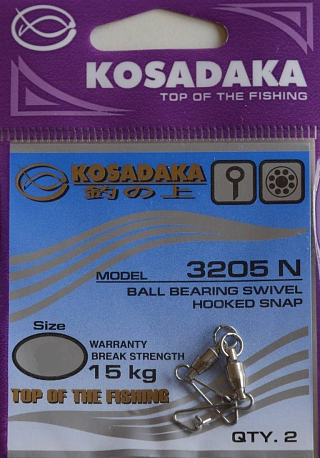 KOSADAKA
TOP OF THE FISHING
KOSADAKA
釣の上
MODEL 3205 N
BALL BEARING SWIVEL
HOOKED SNAP
Size
WARRANTY
BREAK STRENGTH
15 kg
TOP OF THE FISHING
QTY. 2